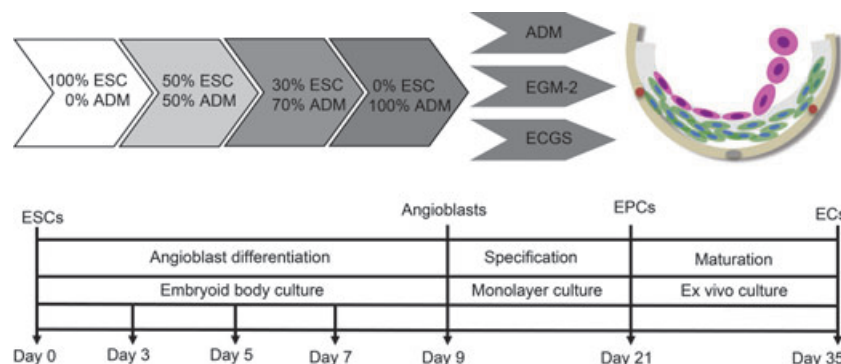 100% ESC
0% ADM
50% ESC
50% ADM
30% ESC
70% ADM
0% ESC
100% ADM
ADM
EGM-2
ECGS
ESCs
Angioblasts
EPCs
ECs
Angioblast differentiation
Specification
Maturation
Embryoid body culture
Monolayer culture
Ex vivo culture
Day 0
Day 3
Day 5
Day 7
Day 9
Day 21
Day 35